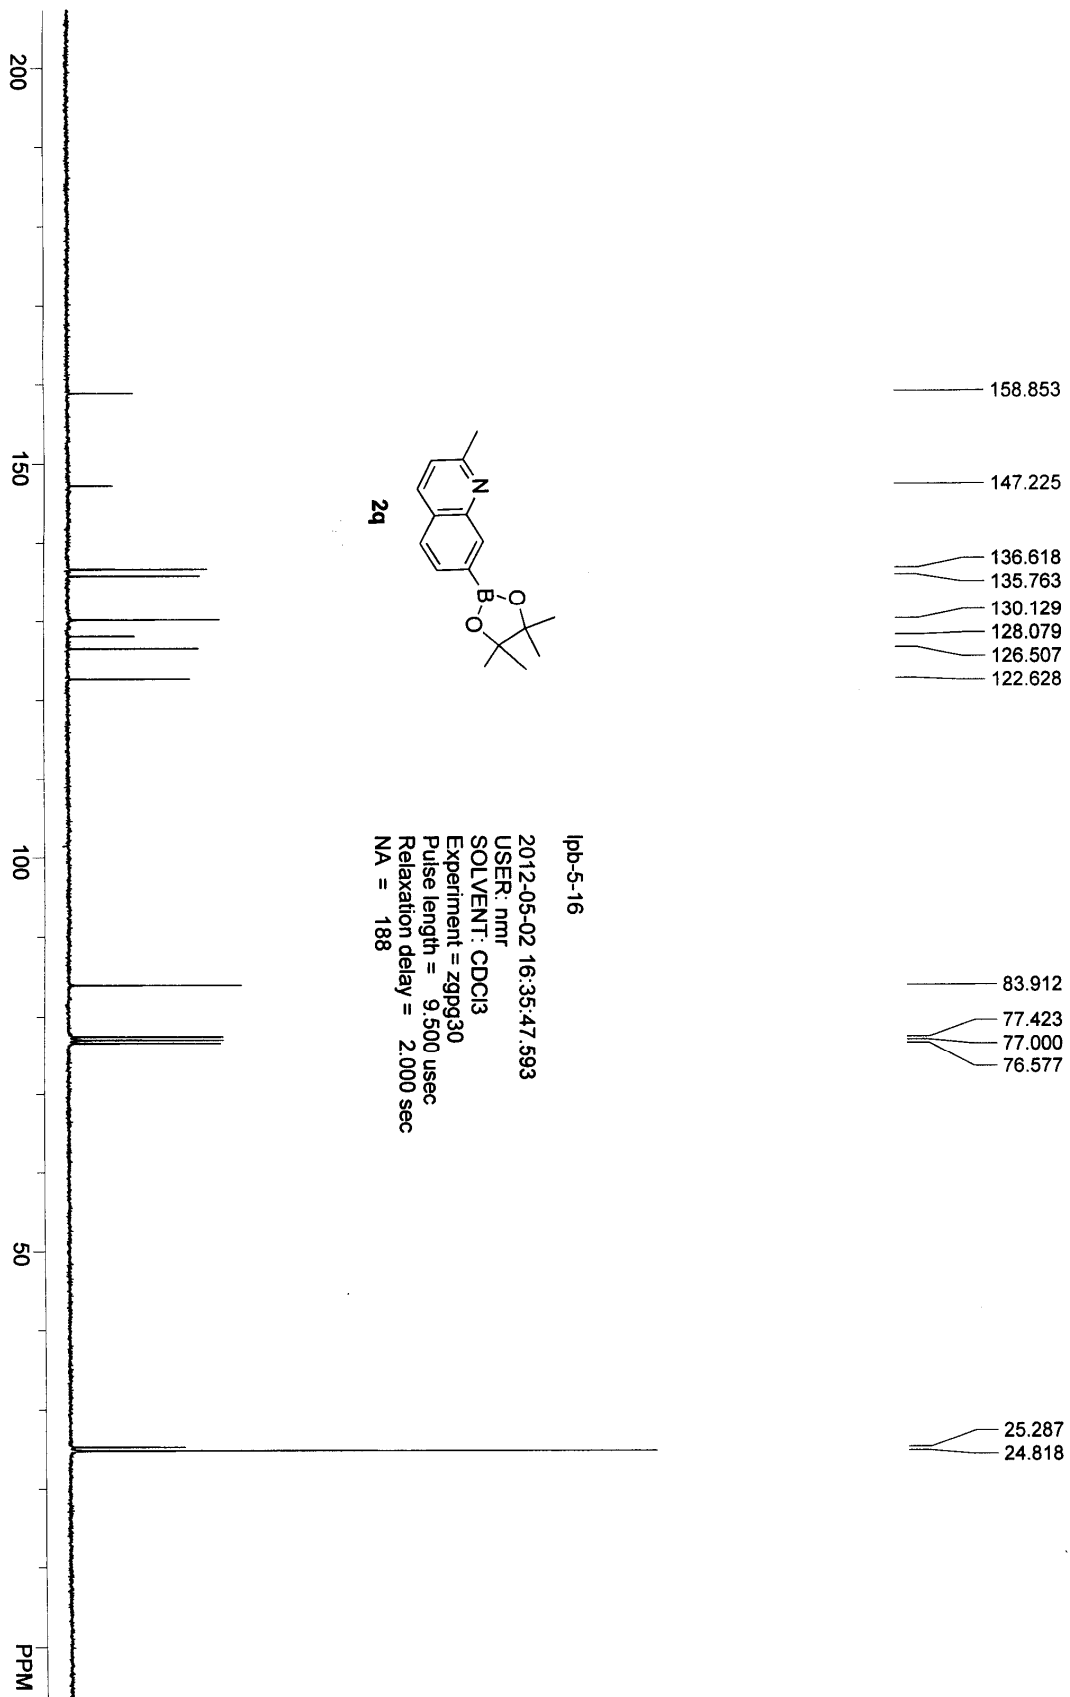 158.853
147.225
136.618
135.763
130.129
128.079
126.507
122.628
83.912
77.423
77.000
76.577
25.287
24.818
N
B
O
O
2q
lpb-5-16
2012-05-02 16:35:47.593
USER: nmr
SOLVENT: CDCl3
Experiment = zgpg30
Pulse length = 9.500 usec
Relaxation delay = 2.000 sec
NA = 188
200
150
100
50
PPM